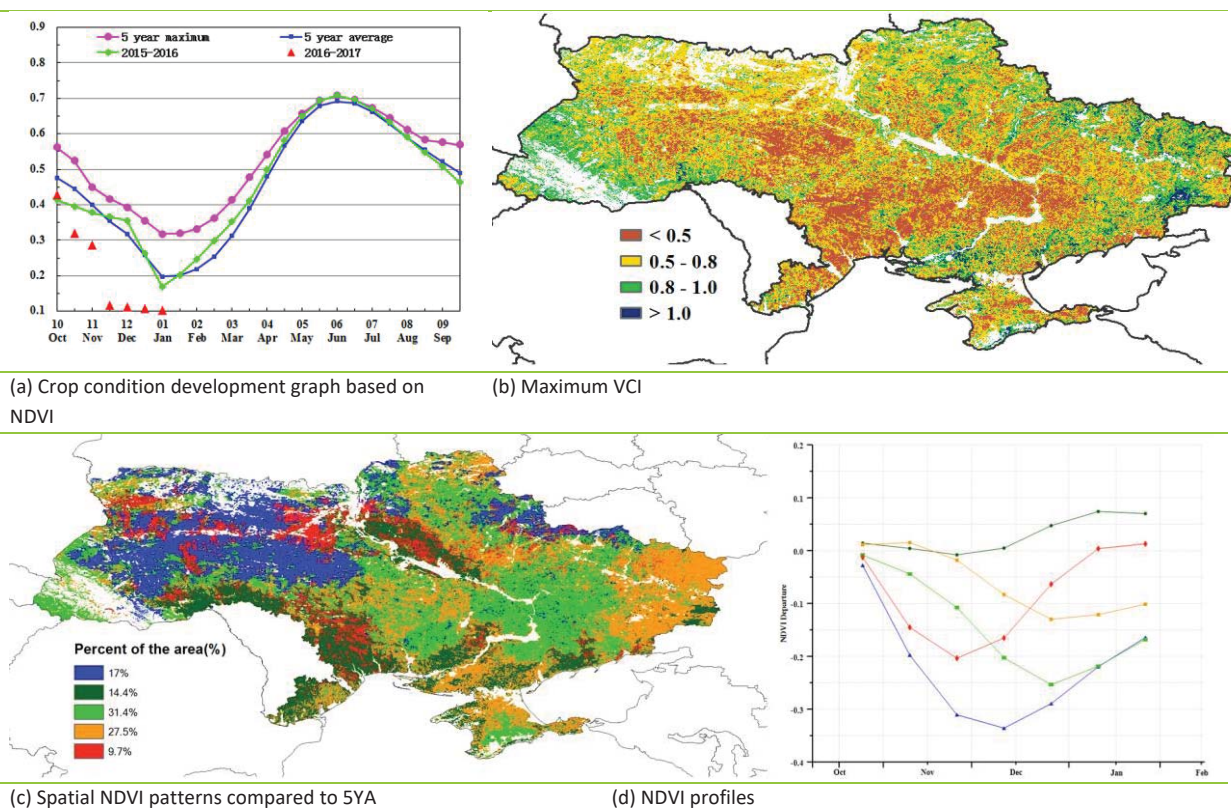 0.9
0.8
0.7
0.6
0.5
0.4
0.3
0.2
0.1
5 year maximum
5 year average
2015-2016
2016-2017
10 11 12 01 02 03 04 05 06 07 08 09
Oct Nov Dec Jan Feb Mar Apr May Jun Jul Aug Sep
< 0.5
0.5 - 0.8
0.8 - 1.0
> 1.0
(a) Crop condition development graph based on
NDVI
(b) Maximum VCI
Percent of the area(%)
17%
14.4%
31.4%
27.5%
9.7%
NDVI Departure
0.2
0.1
0.0
-0.1
-0.2
-0.3
-0.4
Oct Nov Dec Jan Feb
(c) Spatial NDVI patterns compared to 5YA
(d) NDVI profiles